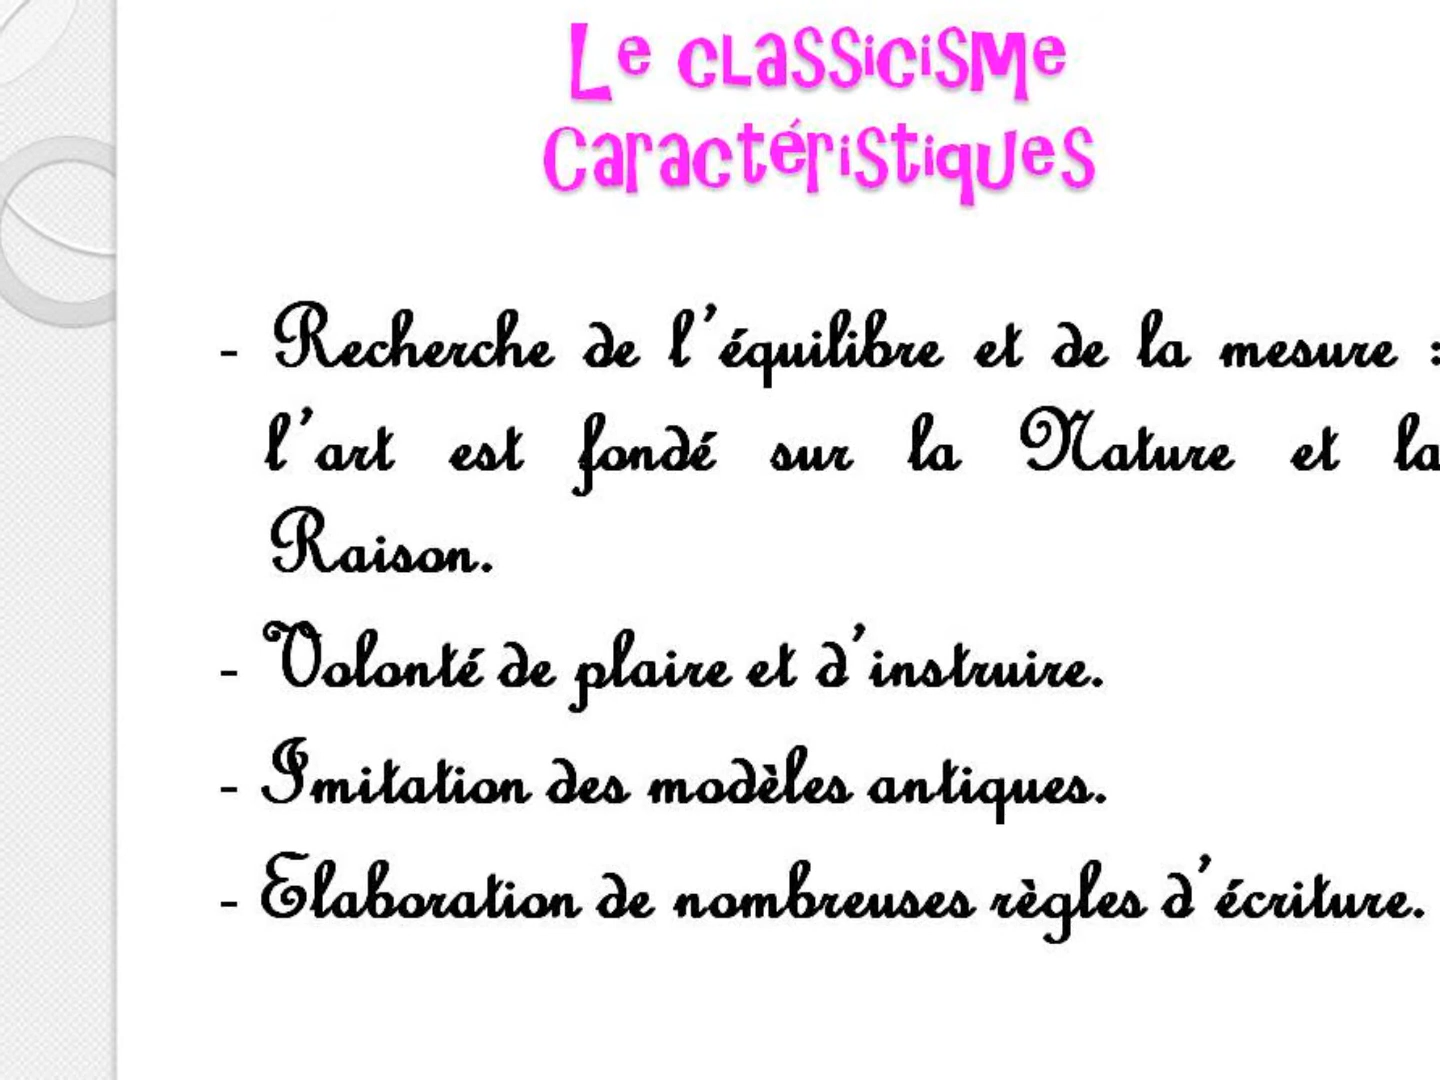 Le classicisme
Caractéristiques
- Recherche de l'équilibre et de la mesure :
l'art est fondé sur la Nature et la
Raison.
- Volonté de plaire et d'instruire.
- Imitation des modèles antiques.
- Elaboration de nombreuses règles d'écriture.